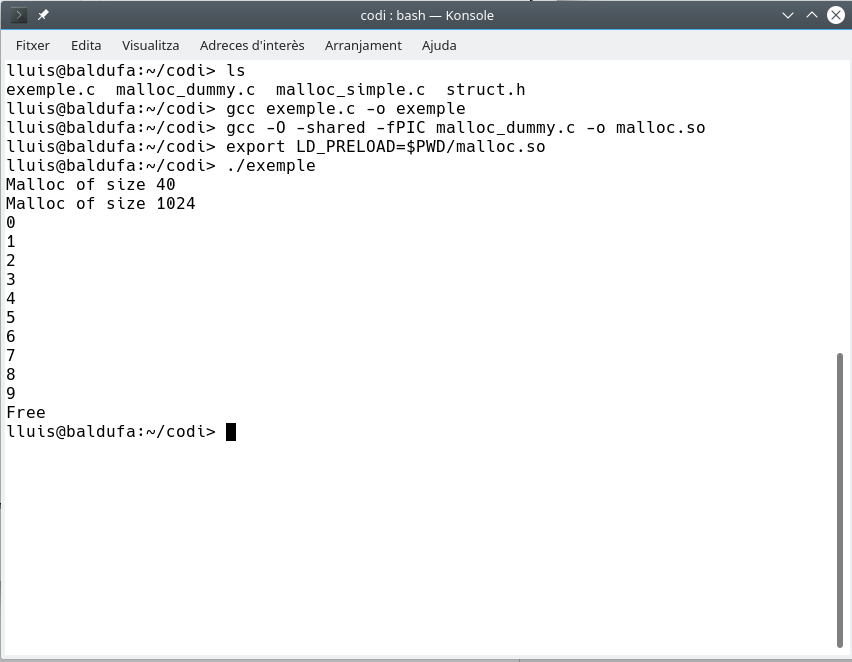 codi : bash — Konsole
Fitxer Edita Visualitza Adreces d'interès Arranjament Ajuda
lluis@baldufa:~/codi> ls
exemple.c  malloc_dummy.c  malloc_simple.c  struct.h
lluis@baldufa:~/codi> gcc exemple.c -o exemple
lluis@baldufa:~/codi> gcc -O -shared -fPIC malloc_dummy.c -o malloc.so
lluis@baldufa:~/codi> export LD_PRELOAD=$PWD/malloc.so
lluis@baldufa:~/codi> ./exemple
Malloc of size 40
Malloc of size 1024
0
1
2
3
4
5
6
7
8
9
Free
lluis@baldufa:~/codi>